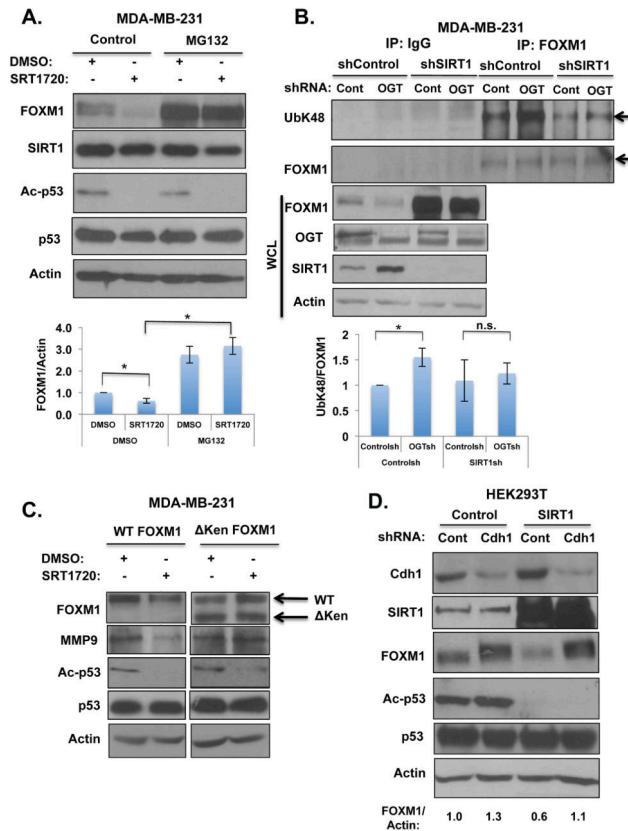 A.
MDA-MB-231
Control MG132
DMSO: + - + -
SRT1720: - + - +
FOXM1
SIRT1
Ac-p53
p53
Actin
FOXM1/Actin
4.0
3.0
2.0
1.0
0.0
* *
DMSO SRT1720 DMSO SRT1720
DMSO MG132
B.
MDA-MB-231
IP: IgG IP: FOXM1
shControl shSIRT1 shControl shSIRT1
shRNA: Cont OGT Cont OGT Cont OGT Cont OGT
UbK48
FOXM1
WCL
FOXM1
OGT
SIRT1
Actin
UbK48/FOXM1
2
1.5
1
0.5
0
* n.s.
Controlsh OGTsh Controlsh OGTsh
Controlsh SIRT1sh
C.
MDA-MB-231
WT FOXM1 ΔKen FOXM1
DMSO: + - + -
SRT1720: - + - +
FOXM1
WT
ΔKen
MMP9
Ac-p53
p53
Actin
D.
HEK293T
Control SIRT1
shRNA: Cont Cdh1 Cont Cdh1
Cdh1
SIRT1
FOXM1
Ac-p53
p53
Actin
FOXM1/
Actin: 1.0 1.3 0.6 1.1